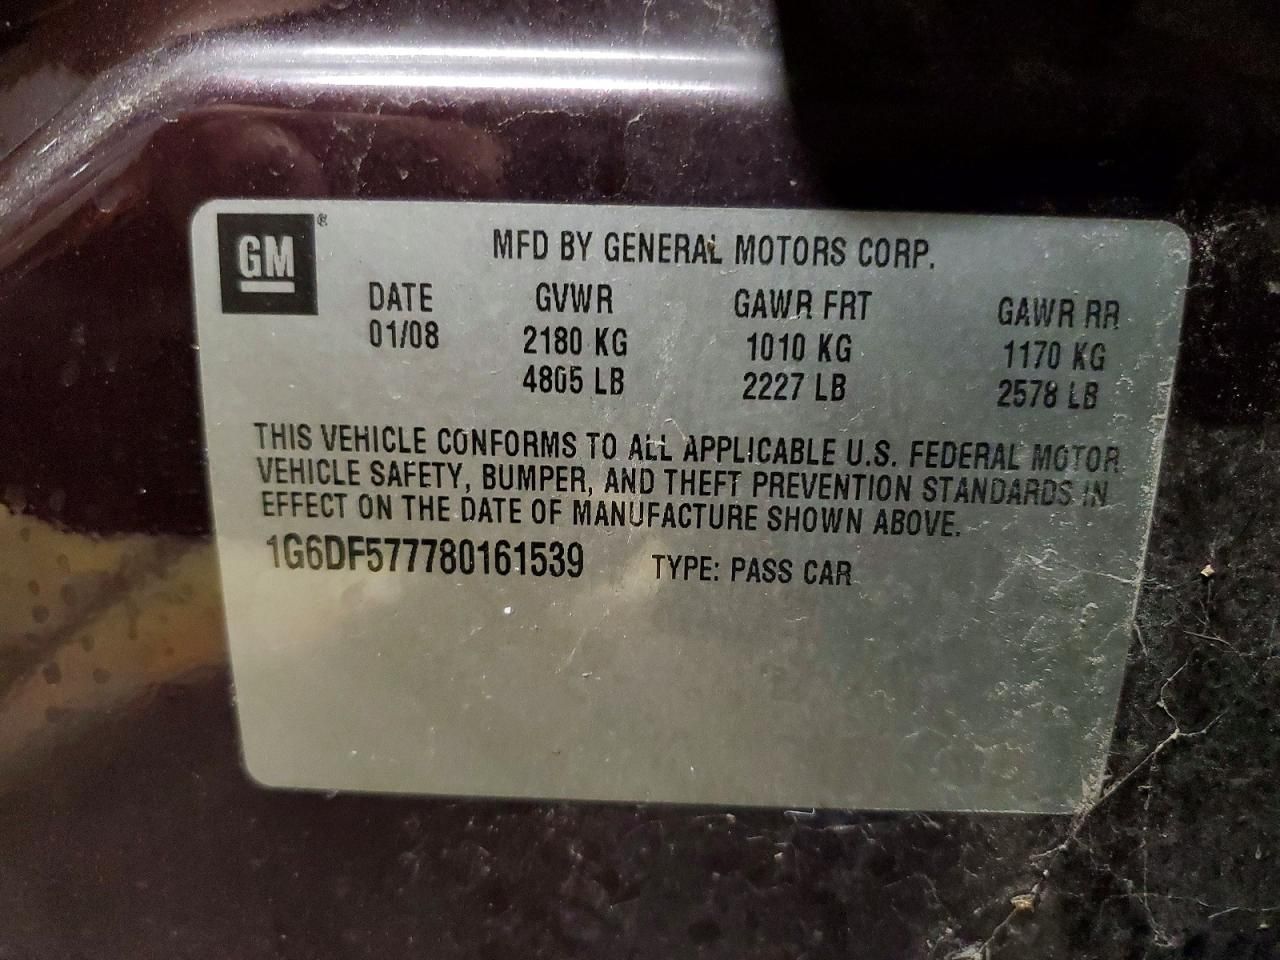 GM ®
MFD BY GENERAL MOTORS CORP.
DATE GVWR GAWR FRT GAWR RR
01/08 2180 KG 1010 KG 1170 KG
4805 LB 2227 LB 2578 LB
THIS VEHICLE CONFORMS TO ALL APPLICABLE U.S. FEDERAL MOTOR
VEHICLE SAFETY, BUMPER, AND THEFT PREVENTION STANDARDS IN
EFFECT ON THE DATE OF MANUFACTURE SHOWN ABOVE.
1G6DF577780161539 TYPE: PASS CAR